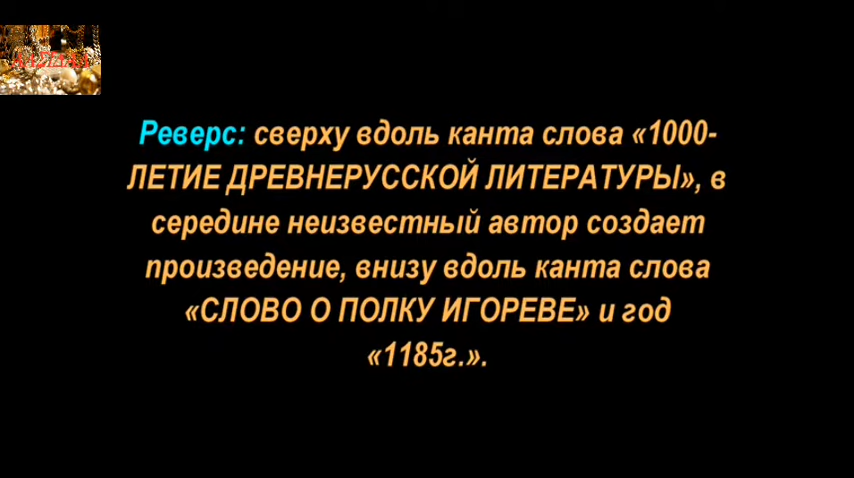 Реверс: сверху вдоль канта слова «1000-
ЛЕТИЕ ДРЕВНЕРУССКОЙ ЛИТЕРАТУРЫ», в
середине неизвестный автор создает
произведение, внизу вдоль канта слова
«СЛОВО О ПОЛКУ ИГОРЕВЕ» и год
«1185г.».